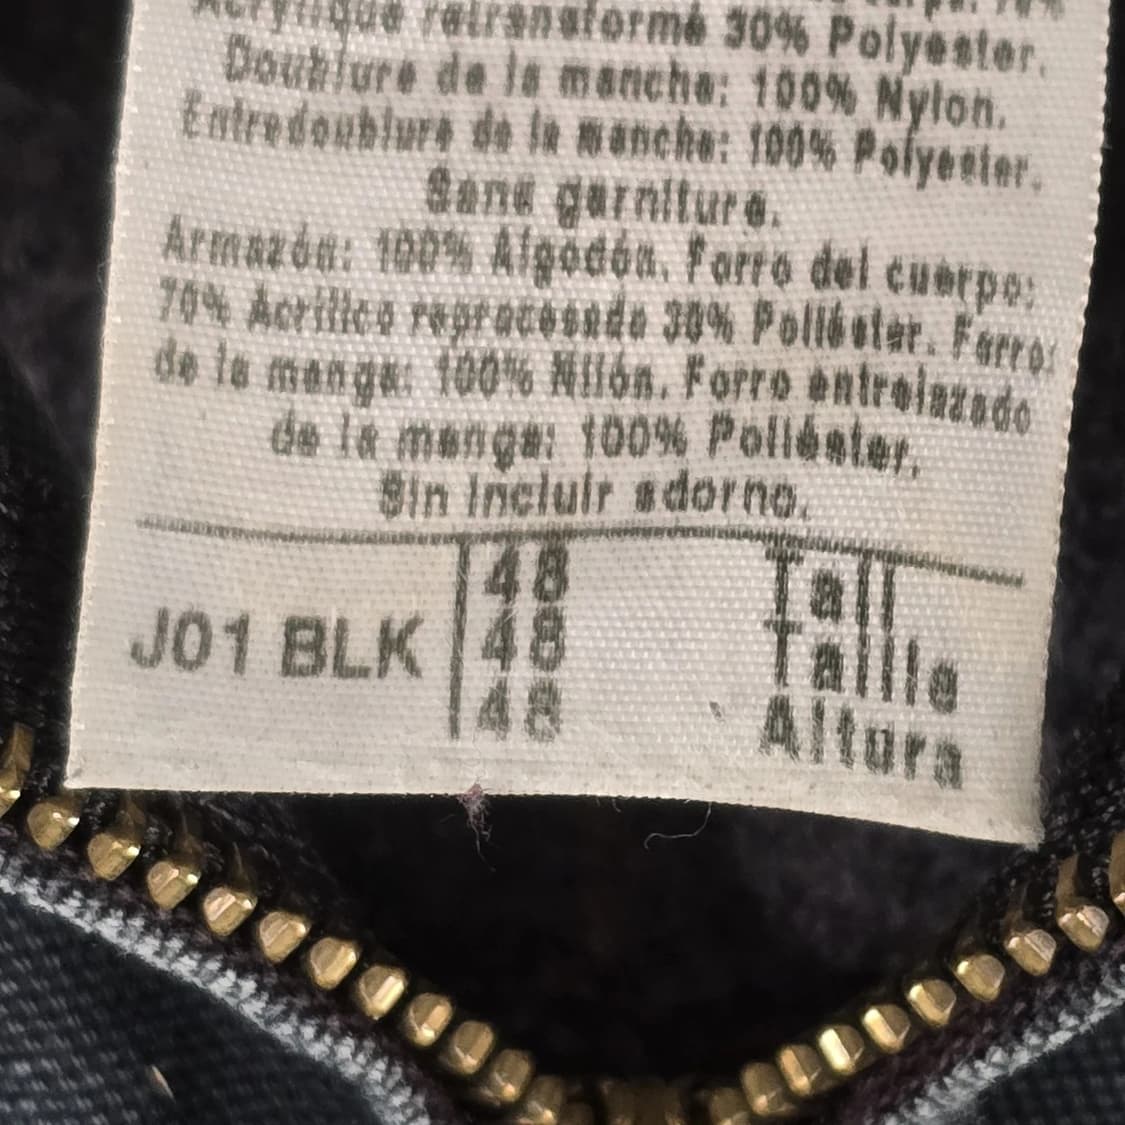 Acrylique retransformé 30% Polyester.
Doublure de la manche: 100% Nylon.
Entredoublure de la manche: 100% Polyester.
Sans garniture.
Armazón: 100% Algodón. Forro del cuerpo:
70% Acrílico reprocesado 30% Poliéster. Forro
de la manga: 100% Nilón. Forro entrelazado
de la manga: 100% Poliéster.
Sin incluir adorno.
J01 BLK
48 Tall
48 Taille
48 Altura